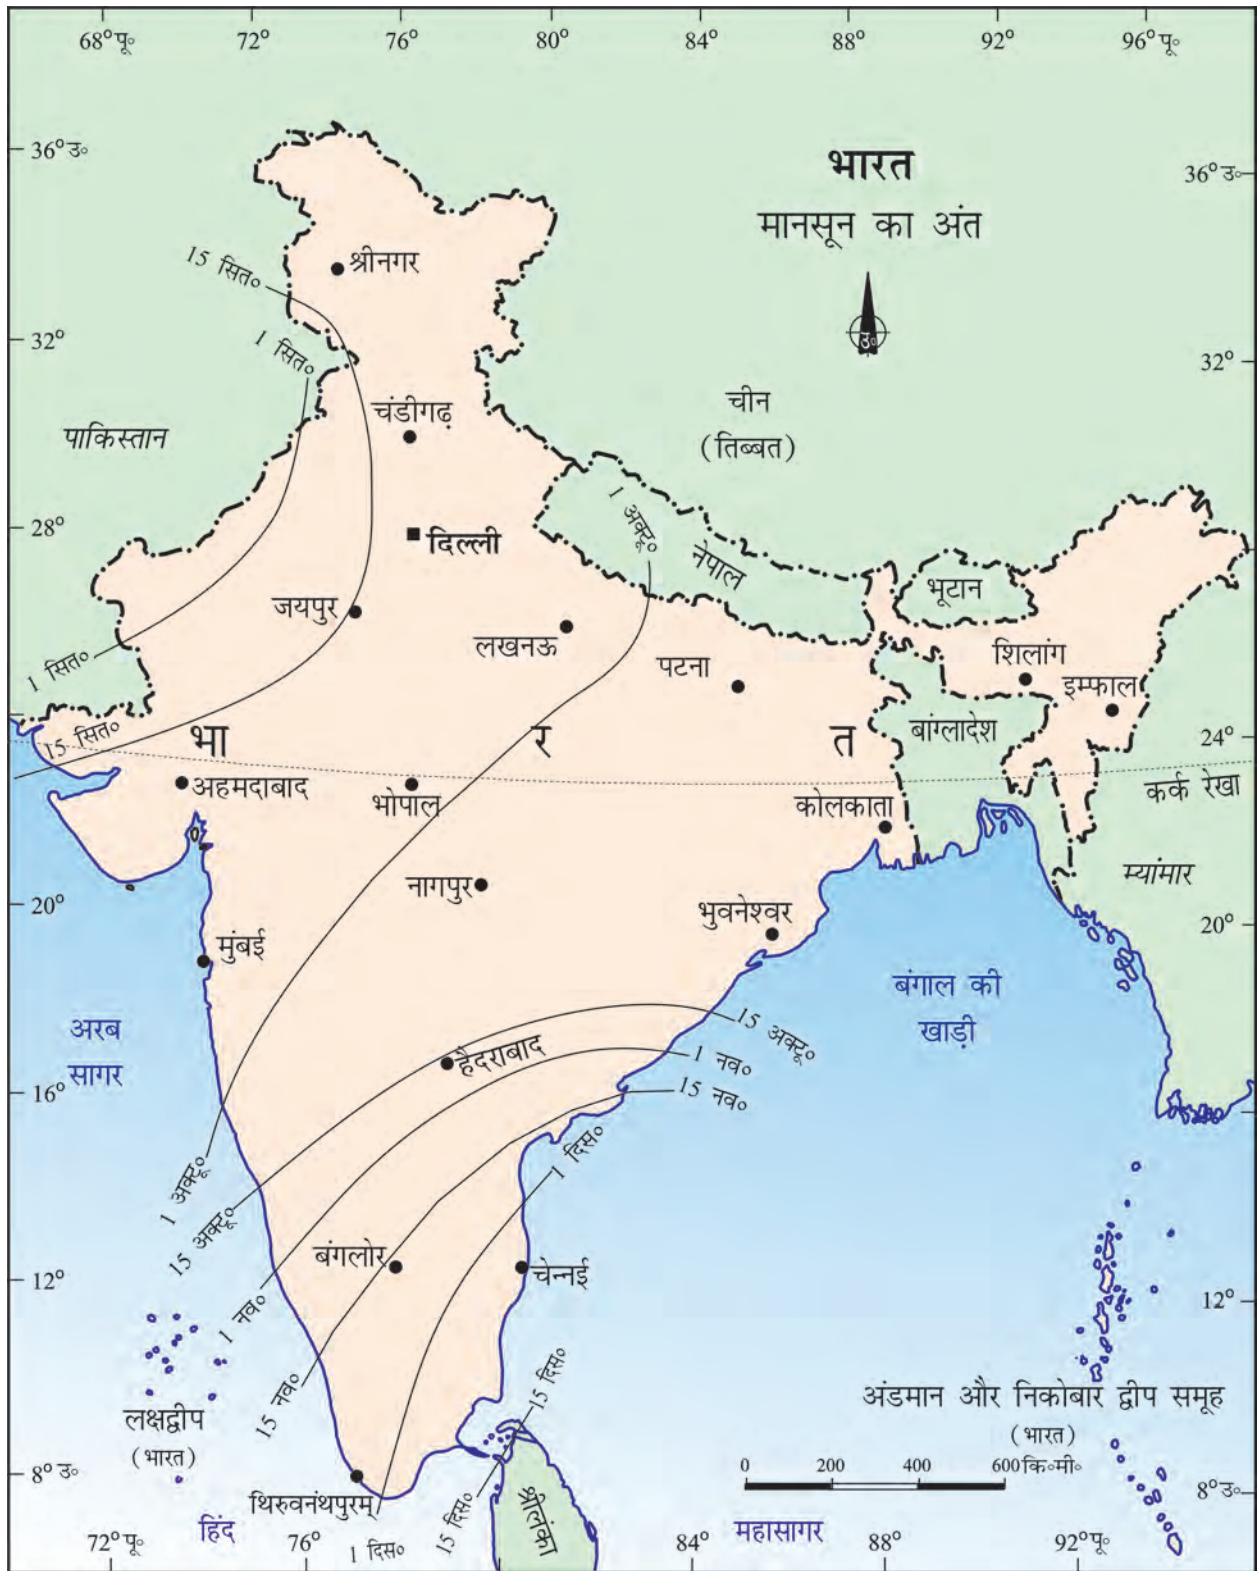 68° पू॰ 72° 76° 80° 84° 88° 92° 96° पू॰
36° उ॰
36° उ॰
भारत
मानसून का अंत
उ॰
15 सित॰
श्रीनगर
32°
32°
1 सित॰
चंडीगढ़
चीन
(तिब्बत)
पाकिस्तान
1 अक्टू॰
28°
दिल्ली
नेपाल
भूटान
जयपुर
लखनऊ
पटना
शिलांग
इम्फाल
1 सित॰
15 सित॰
भा र त
बांग्लादेश
24°
अहमदाबाद
भोपाल
कोलकाता
कर्क रेखा
नागपुर
म्यांमार
20°
भुवनेश्वर
20°
मुंबई
बंगाल की
खाड़ी
अरब
सागर
15 अक्टू॰
हैदराबाद
1 नव॰
15 नव॰
16°
1 दिस॰
1 अक्टू॰
15 अक्टू॰
बंगलोर
चेन्नई
12°
12°
1 नव॰
15 नव॰
15 दिस॰
लक्षद्वीप
(भारत)
अंडमान और निकोबार द्वीप समूह
(भारत)
0 200 400 600 कि॰मी॰
8° उ॰
8° उ॰
थिरुवनंथपुरम्
श्रीलंका
हिंद
महासागर
1 दिस॰
15 दिस॰
72° पू॰ 76° 84° 88° 92° पू॰